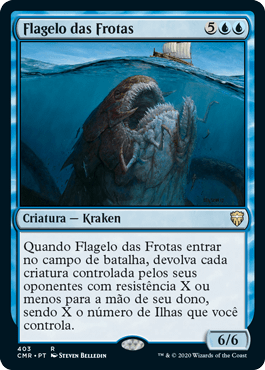 Flagelo das Frotas 5
Criatura — Kraken
Quando Flagelo das Frotas entrar
no campo de batalha, devolva cada
criatura controlada pelos seus
oponentes com resistência X ou
menos para a mão de seu dono,
sendo X o número de Ilhas que você
controla.
6/6
403 R
CMR • PT Steven Belledin
™ & © 2020 Wizards of the Coast